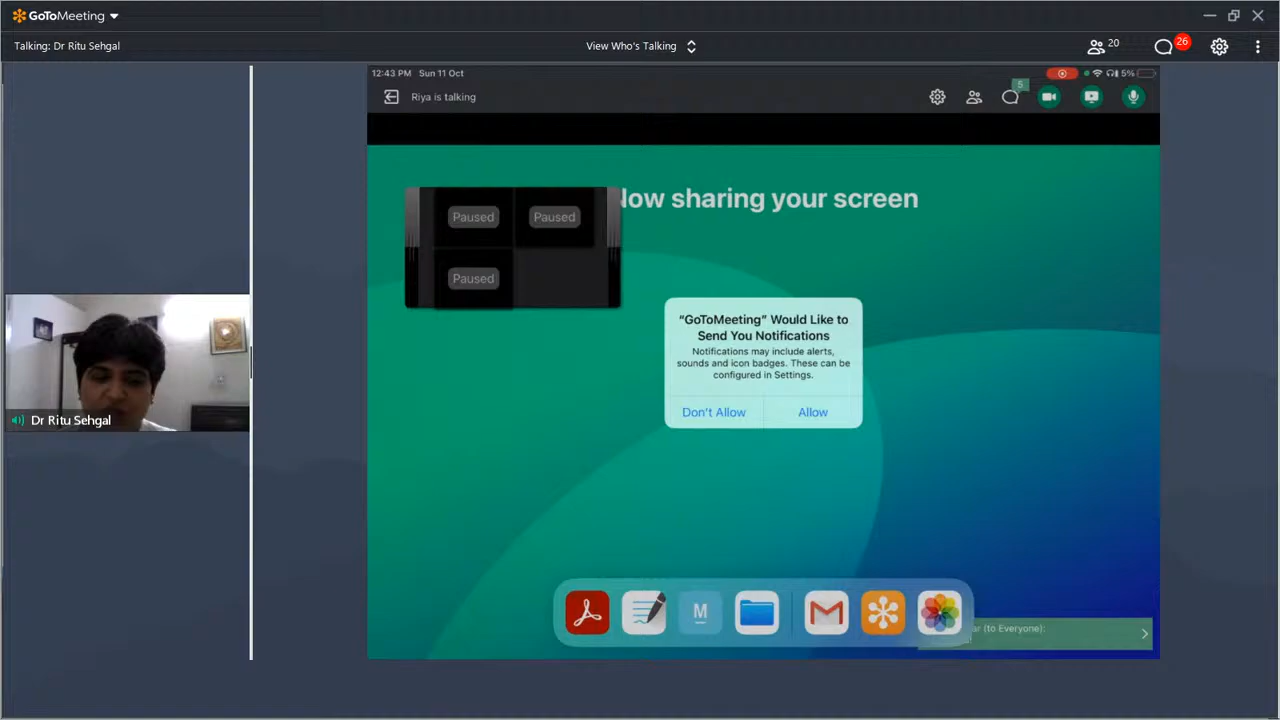 GoToMeeting
Talking: Dr Ritu Sehgal
View Who's Talking
20
26
12:43 PM Sun 11 Oct
5%
Riya is talking
5
Now sharing your screen
Paused
Paused
Paused
“GoToMeeting” Would Like to
Send You Notifications
Notifications may include alerts,
sounds and icon badges. These can be
configured in Settings.
Don't Allow
Allow
Dr Ritu Sehgal
M
(to Everyone):